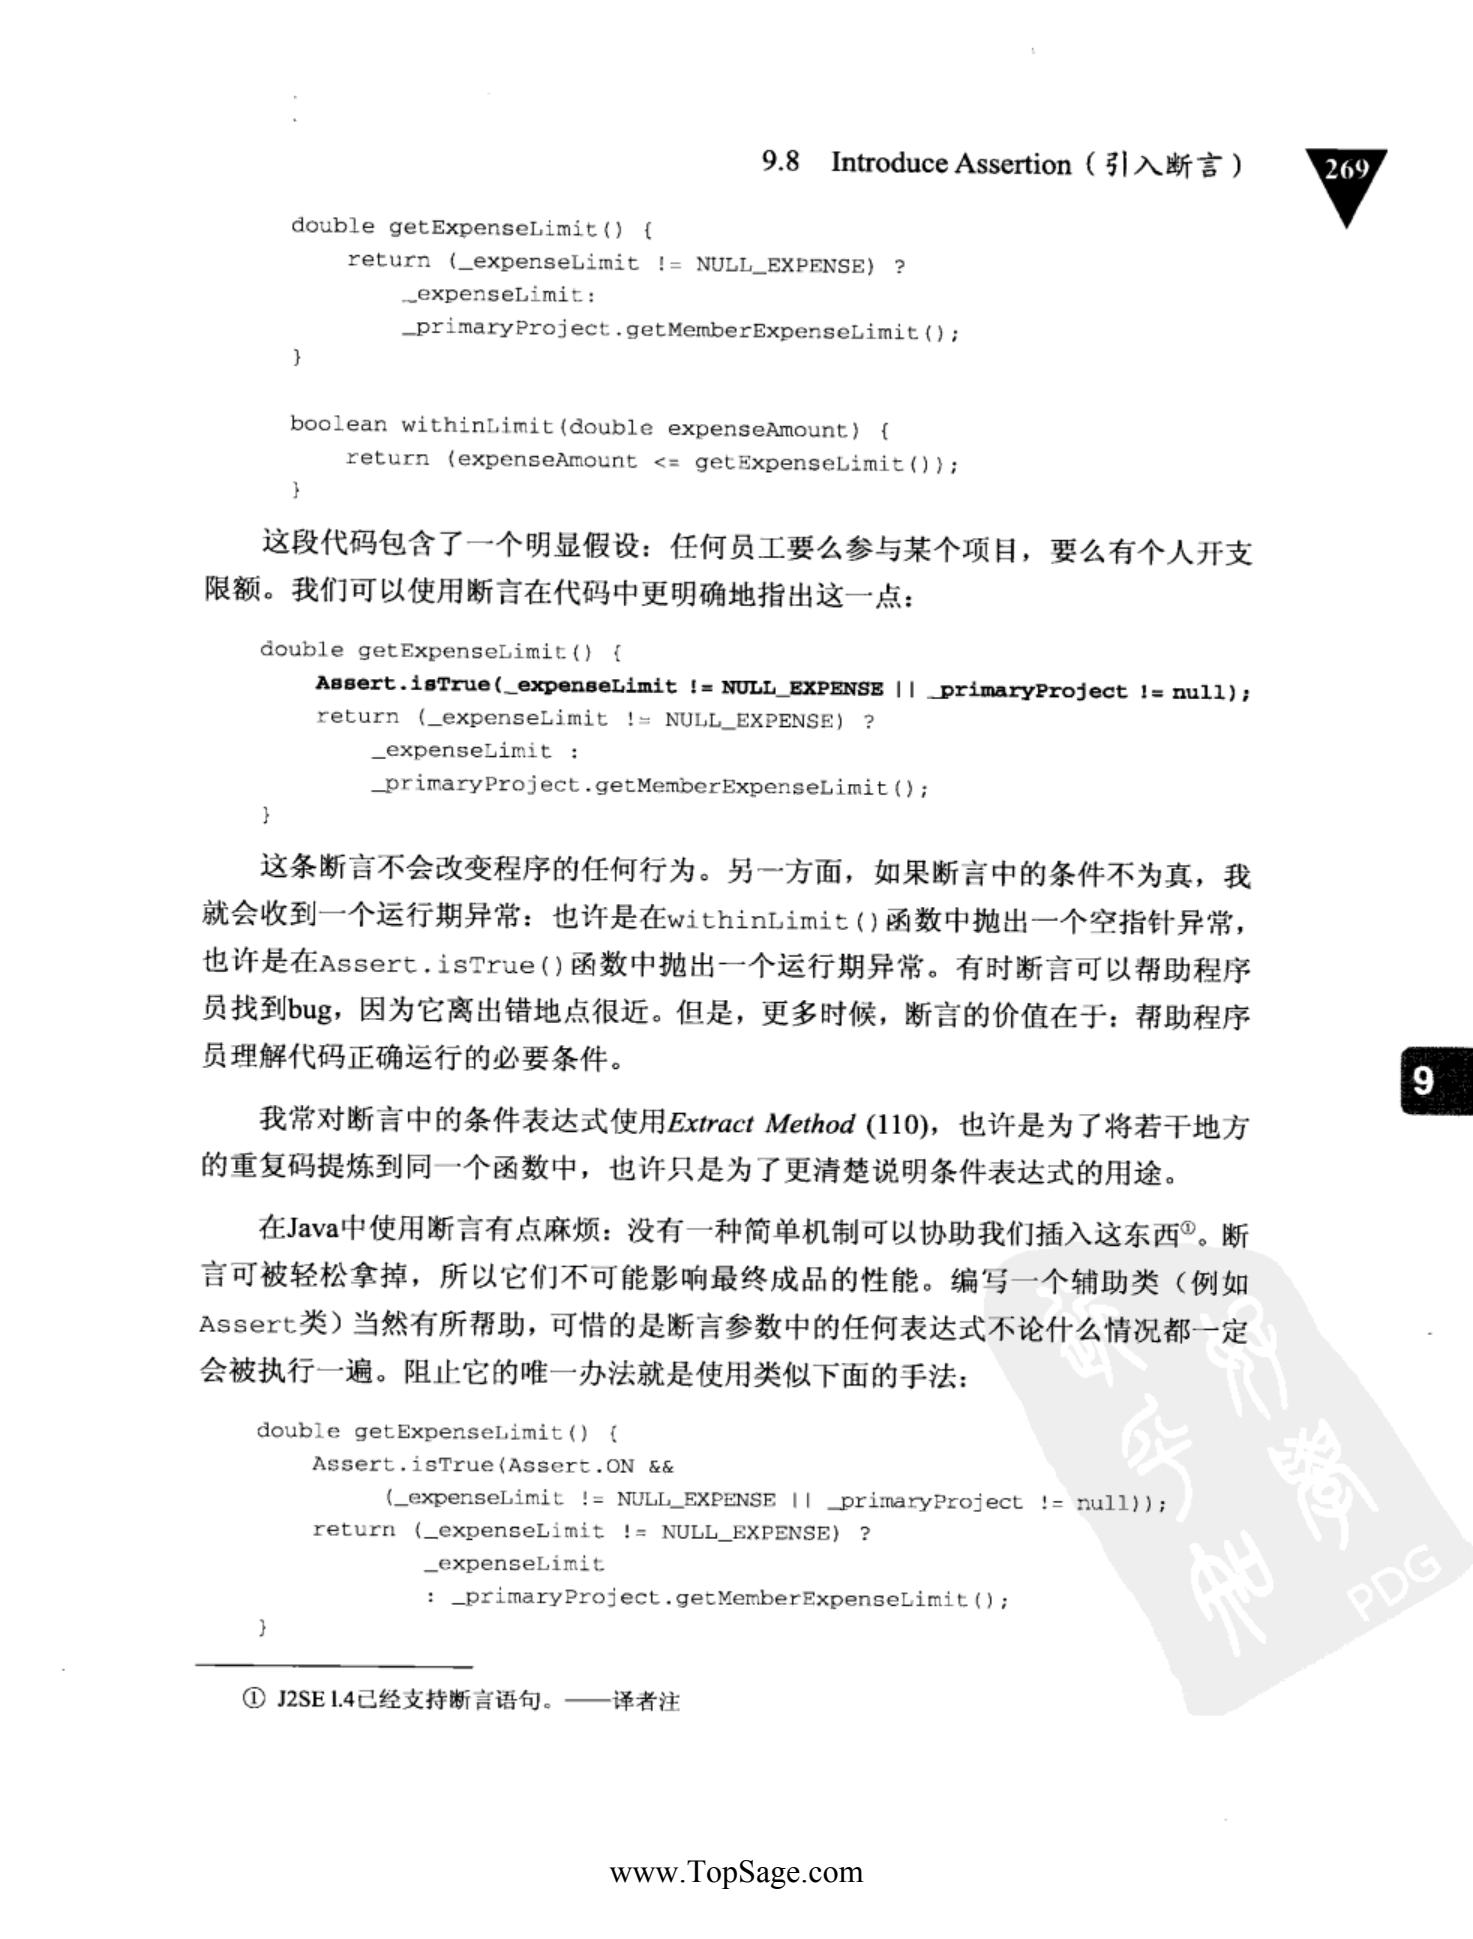 9.8 Introduce Assertion（引入断言）
269
double getExpenseLimit() {
return (_expenseLimit != NULL_EXPENSE) ?
_expenseLimit:
_primaryProject.getMemberExpenseLimit();
}
boolean withinLimit(double expenseAmount) {
return (expenseAmount <= getExpenseLimit());
}
这段代码包含了一个明显假设：任何员工要么参与某个项目，要么有个人开支
限额。我们可以使用断言在代码中更明确地指出这一点：
double getExpenseLimit() {
Assert.isTrue(_expenseLimit != NULL_EXPENSE || _primaryProject != null);
return (_expenseLimit != NULL_EXPENSE) ?
_expenseLimit :
_primaryProject.getMemberExpenseLimit();
}
这条断言不会改变程序的任何行为。另一方面，如果断言中的条件不为真，我
就会收到一个运行期异常：也许是在withinLimit()函数中抛出一个空指针异常，
也许是在Assert.isTrue()函数中抛出一个运行期异常。有时断言可以帮助程序
员找到bug，因为它离出错地点很近。但是，更多时候，断言的价值在于：帮助程序
员理解代码正确运行的必要条件。
9
我常对断言中的条件表达式使用Extract Method (110)，也许是为了将若干地方
的重复码提炼到同一个函数中，也许只是为了更清楚说明条件表达式的用途。
在Java中使用断言有点麻烦：没有一种简单机制可以协助我们插入这东西①。断
言可被轻松拿掉，所以它们不可能影响最终成品的性能。编写一个辅助类（例如
Assert类）当然有所帮助，可惜的是断言参数中的任何表达式不论什么情况都一定
会被执行一遍。阻止它的唯一办法就是使用类似下面的手法：
double getExpenseLimit() {
Assert.isTrue(Assert.ON &&
(_expenseLimit != NULL_EXPENSE || _primaryProject != null));
return (_expenseLimit != NULL_EXPENSE) ?
_expenseLimit
: _primaryProject.getMemberExpenseLimit();
}
PDG
① J2SE 1.4已经支持断言语句。——译者注
www.TopSage.com